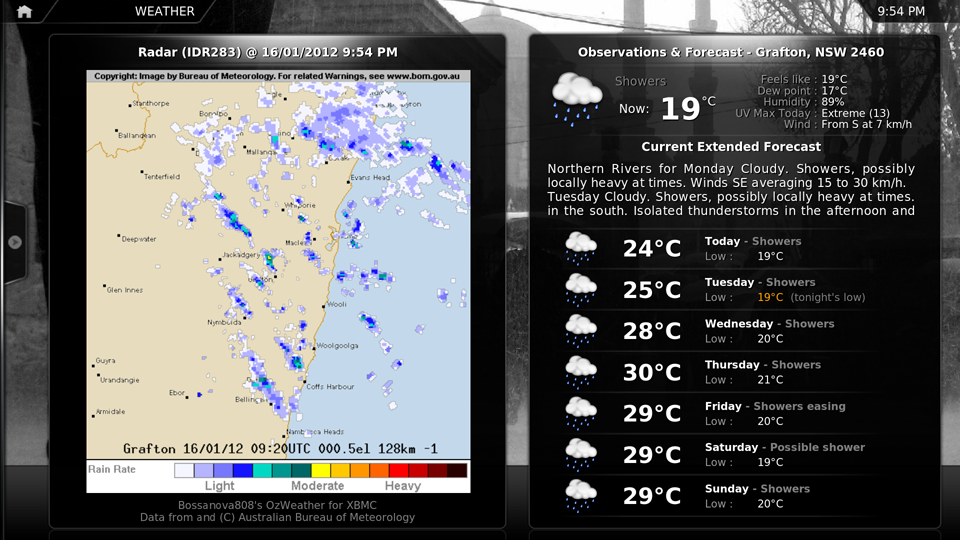 WEATHER
9:54 PM
Radar (IDR283) @ 16/01/2012 9:54 PM
Copyright: Image by Bureau of Meteorology. For related Warnings, see www.bom.gov.au
Stanthorpe
Ballandean
Tenterfield
Evans Head
Deepwater
Jackadgery
Glen Innes
Wooli
Nymboida
Woolgoolga
Guyra
Urandangie
Ebor
Coffs Harbour
Armidale
Nambucca Heads
Grafton 16/01/12 09:20UTC 000.5el 128km -1
Rain Rate
Light Moderate Heavy
Bossanova808's OzWeather for XBMC
Data from and (C) Australian Bureau of Meteorology
Observations & Forecast - Grafton, NSW 2460
Showers
Now: 19°C
Feels like : 19°C
Dew point : 17°C
Humidity : 89%
UV Max Today : Extreme (13)
Wind : From S at 7 km/h
Current Extended Forecast
Northern Rivers for Monday Cloudy. Showers, possibly
locally heavy at times. Winds SE averaging 15 to 30 km/h.
Tuesday Cloudy. Showers, possibly locally heavy at times.
in the south. Isolated thunderstorms in the afternoon and
24°C Today - Showers
Low : 19°C
25°C Tuesday - Showers
Low : 19°C (tonight's low)
28°C Wednesday - Showers
Low : 20°C
30°C Thursday - Showers
Low : 21°C
29°C Friday - Showers easing
Low : 20°C
29°C Saturday - Possible shower
Low : 19°C
29°C Sunday - Showers
Low : 20°C